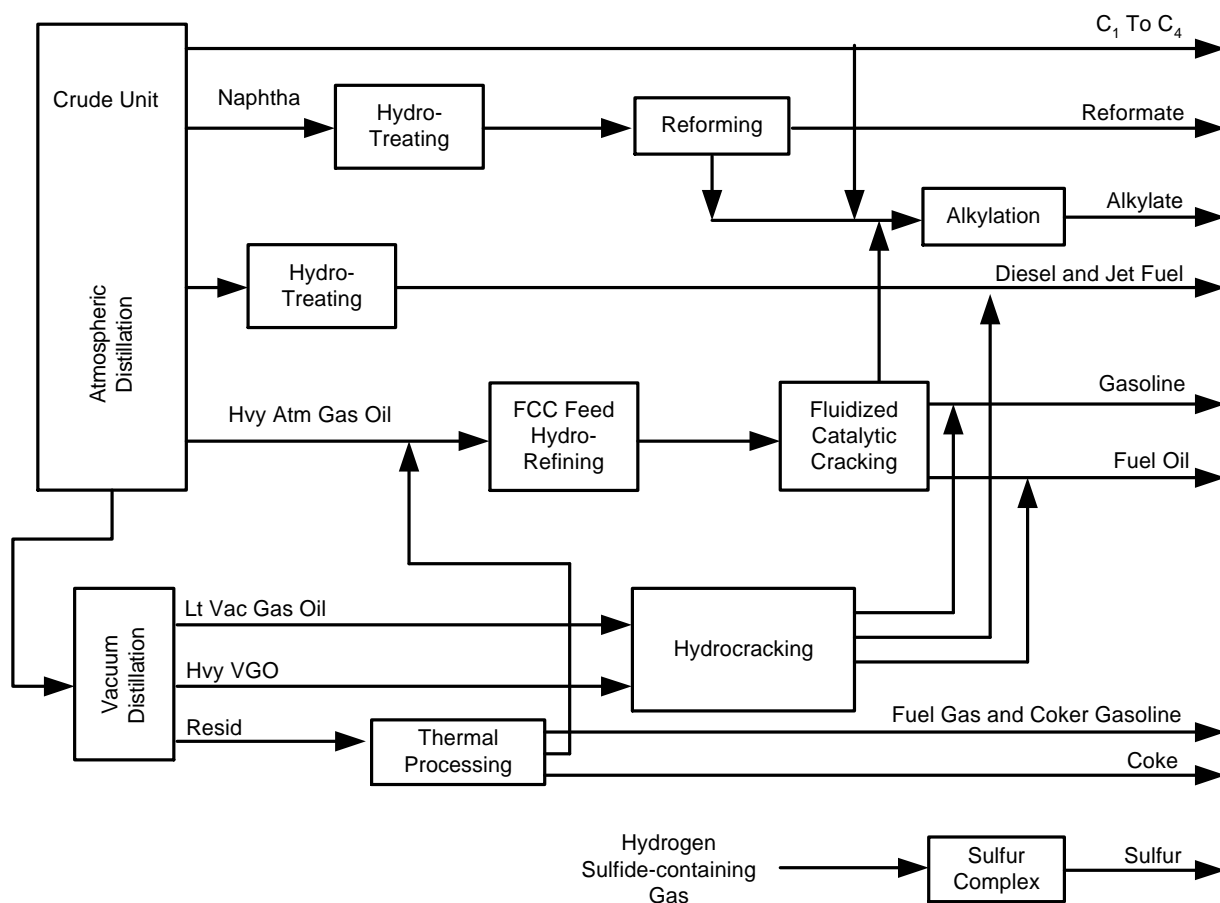 C₁ To C₄
Crude Unit
Naphtha
Hydro-
Treating
Reforming
Reformate
Alkylation
Alkylate
Atmospheric
Distillation
Hydro-
Treating
Diesel and Jet Fuel
Hvy Atm Gas Oil
FCC Feed
Hydro-
Refining
Fluidized
Catalytic
Cracking
Gasoline
Fuel Oil
Vacuum
Distillation
Lt Vac Gas Oil
Hvy VGO
Resid
Hydrocracking
Thermal
Processing
Fuel Gas and Coker Gasoline
Coke
Hydrogen
Sulfide-containing
Gas
Sulfur
Complex
Sulfur